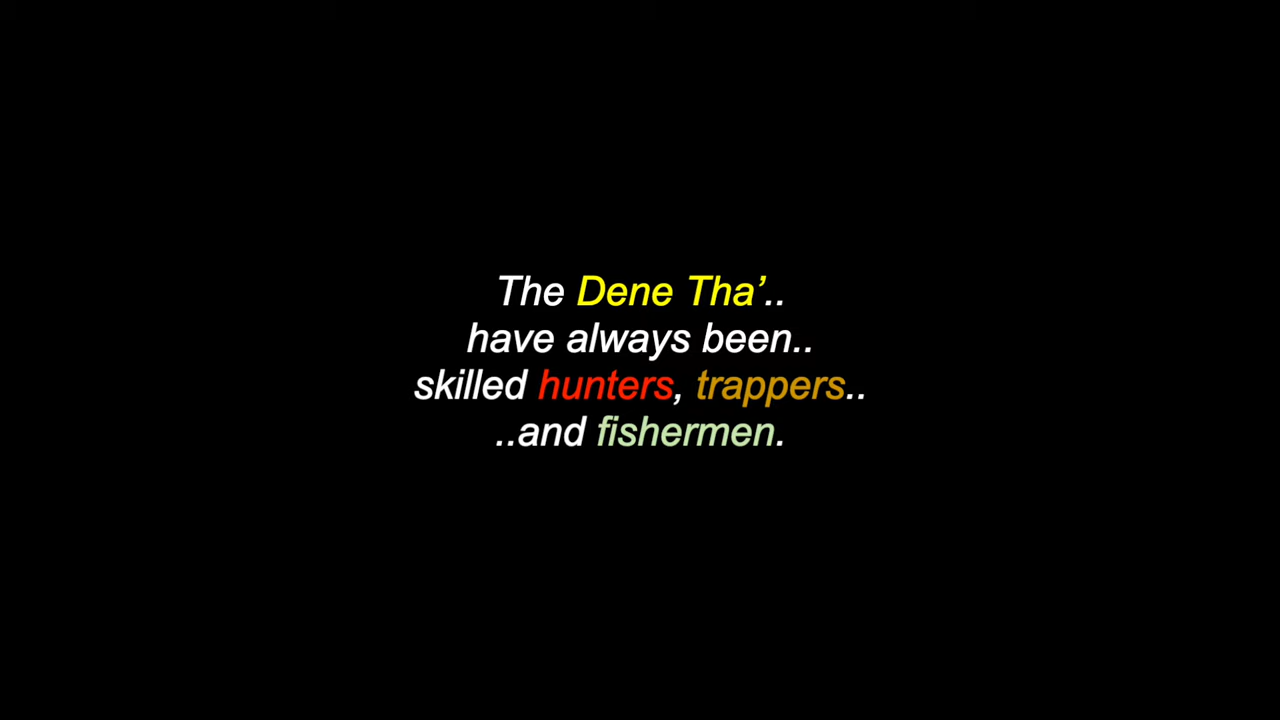 The Dene Tha’..
have always been..
skilled hunters, trappers..
..and fishermen.